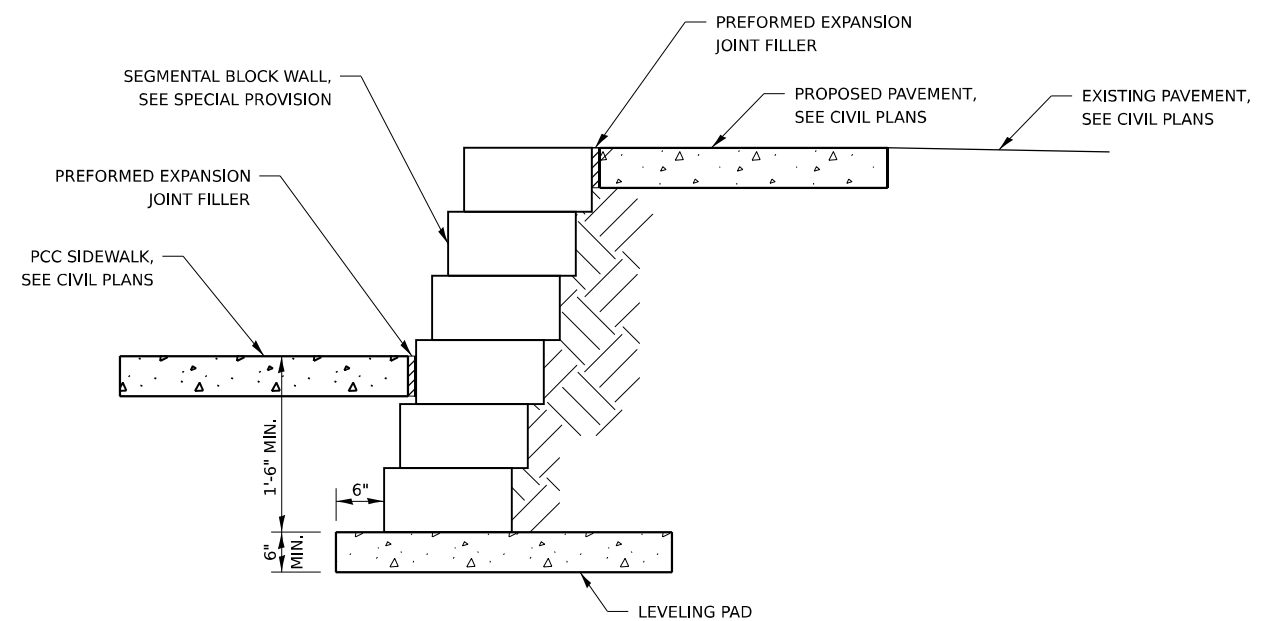 PREFORMED EXPANSION
JOINT FILLER
SEGMENTAL BLOCK WALL,
SEE SPECIAL PROVISION
PROPOSED PAVEMENT,
SEE CIVIL PLANS
EXISTING PAVEMENT,
SEE CIVIL PLANS
PREFORMED EXPANSION
JOINT FILLER
PCC SIDEWALK,
SEE CIVIL PLANS
1'-6" MIN.
6"
6"
MIN.
LEVELING PAD